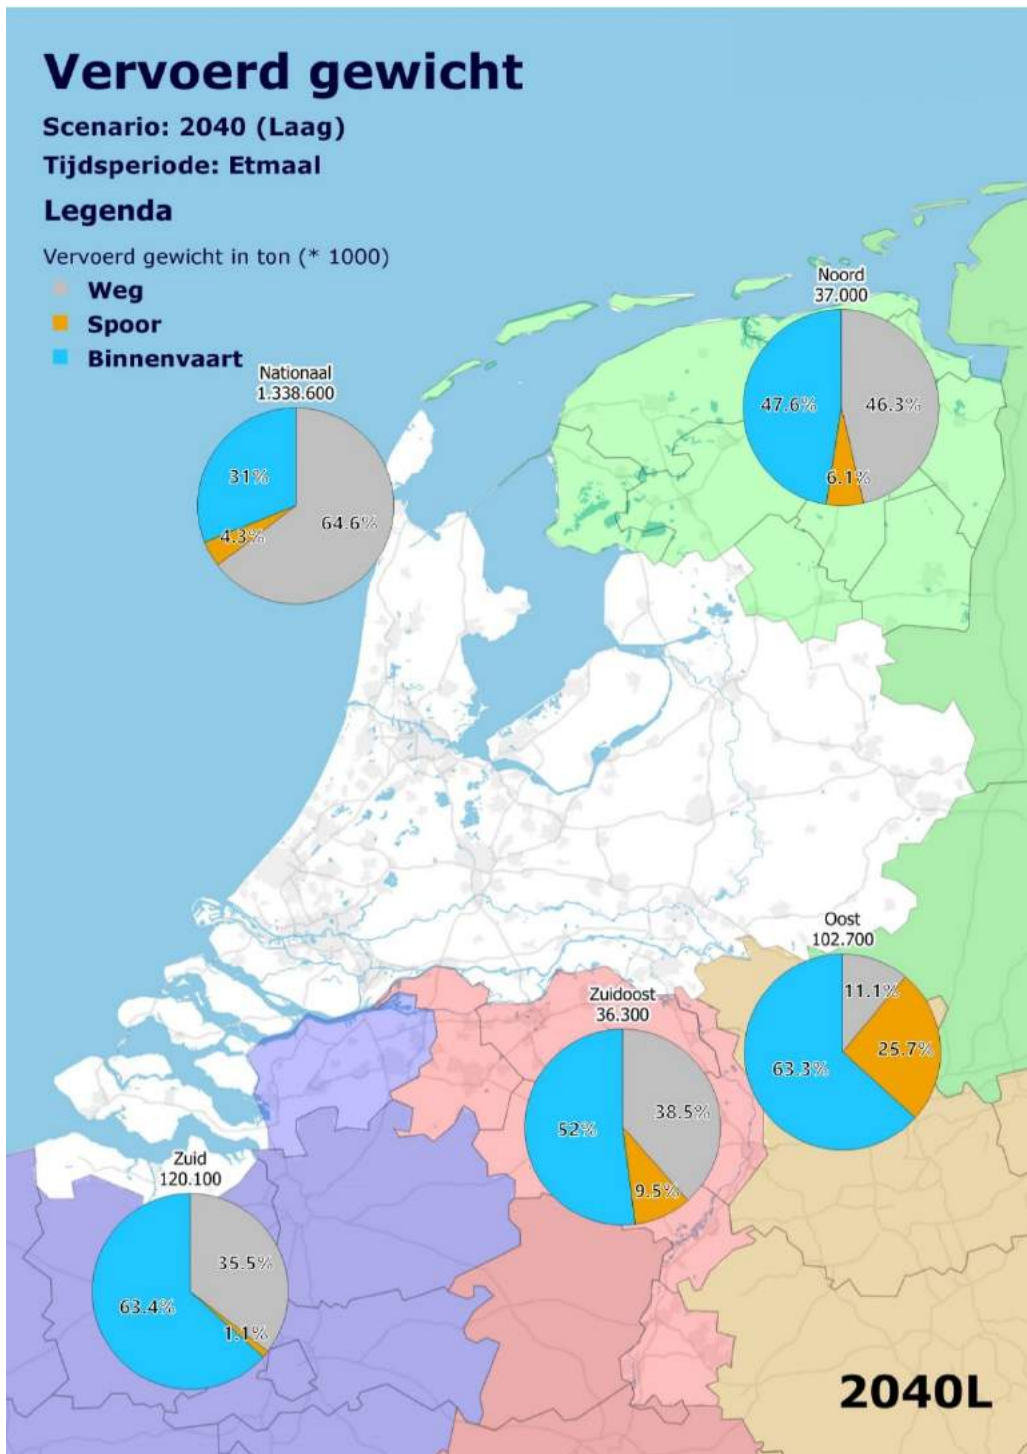 Vervoerd gewicht
Scenario: 2040 (Laag)
Tijdsperiode: Etmaal
Legenda
Vervoerd gewicht in ton (* 1000)
Weg
Spoor
Binnenvaart
Nationaal
1.338.600
31%
4.3%
64.6%
Noord
37.000
47.6%
46.3%
6.1%
Oost
102.700
11.1%
25.7%
63.3%
Zuidoost
36.300
38.5%
52%
9.5%
Zuid
120.100
35.5%
63.4%
1.1%
2040L